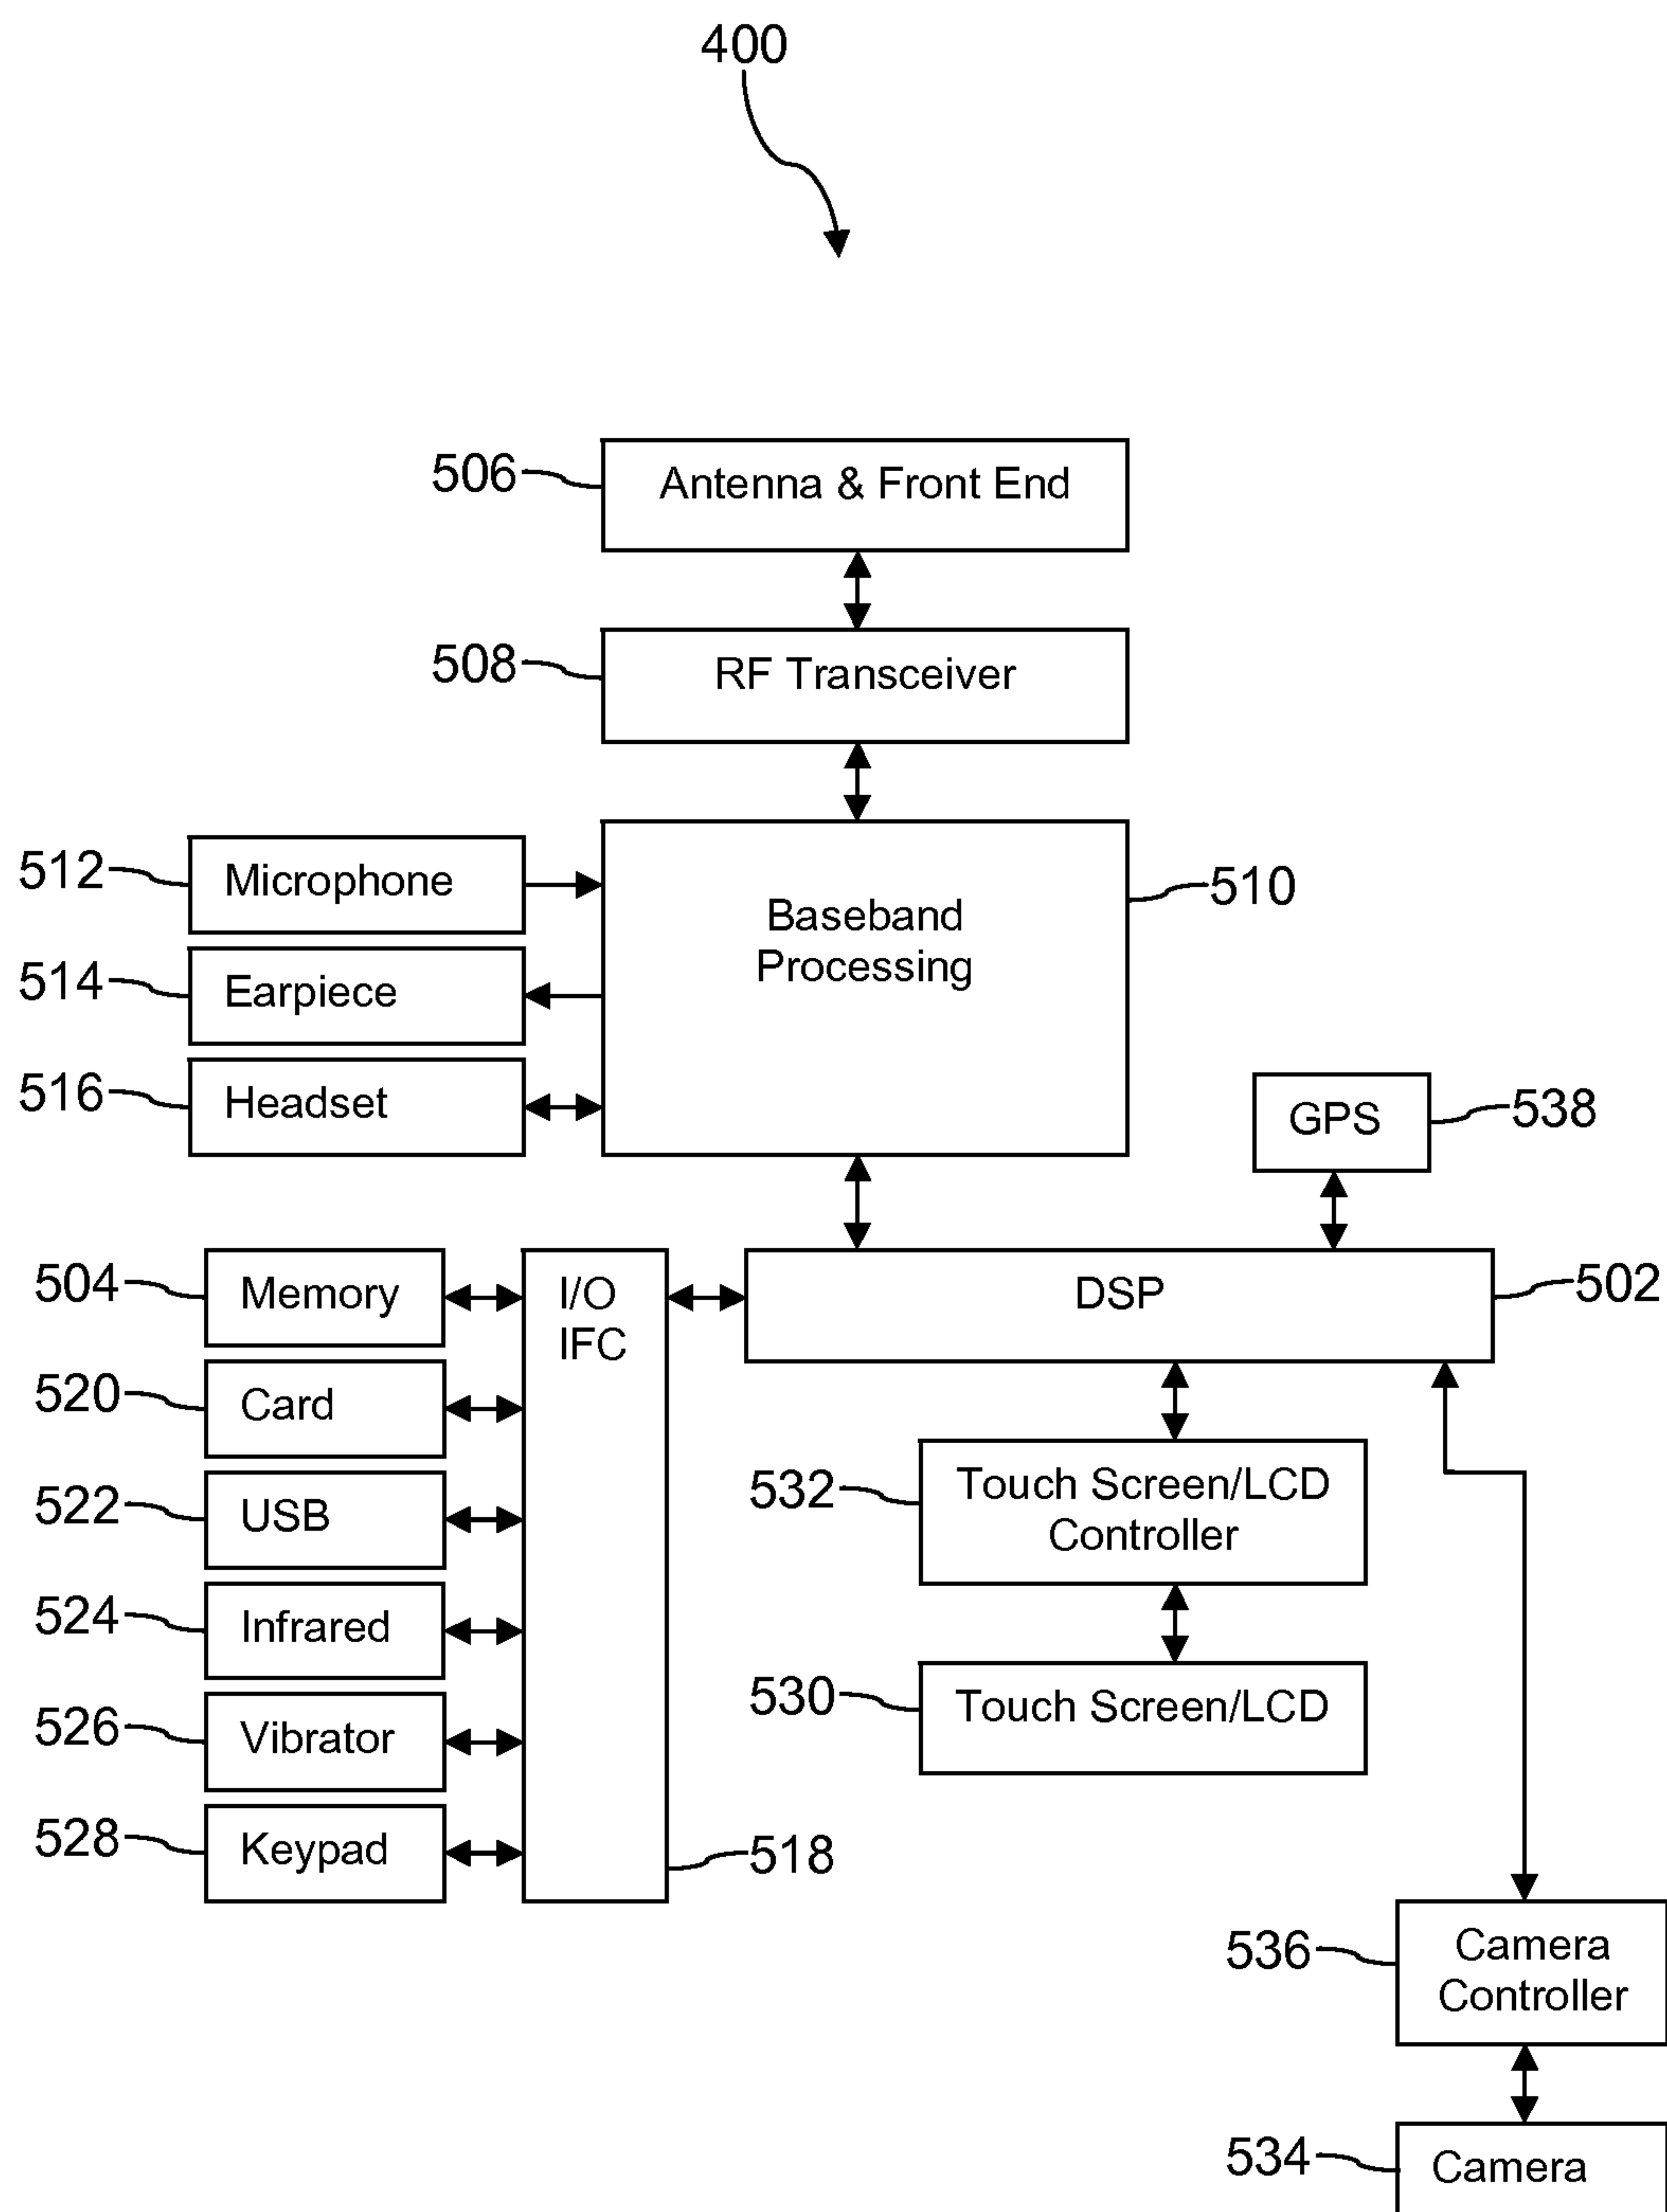 400
506
Antenna & Front End
508
RF Transceiver
512
Microphone
Baseband
Processing
510
514
Earpiece
516
Headset
GPS
538
504
Memory
I/O
IFC
DSP
502
520
Card
522
USB
532
Touch Screen/LCD
Controller
524
Infrared
530
Touch Screen/LCD
526
Vibrator
528
Keypad
518
536
Camera
Controller
534
Camera